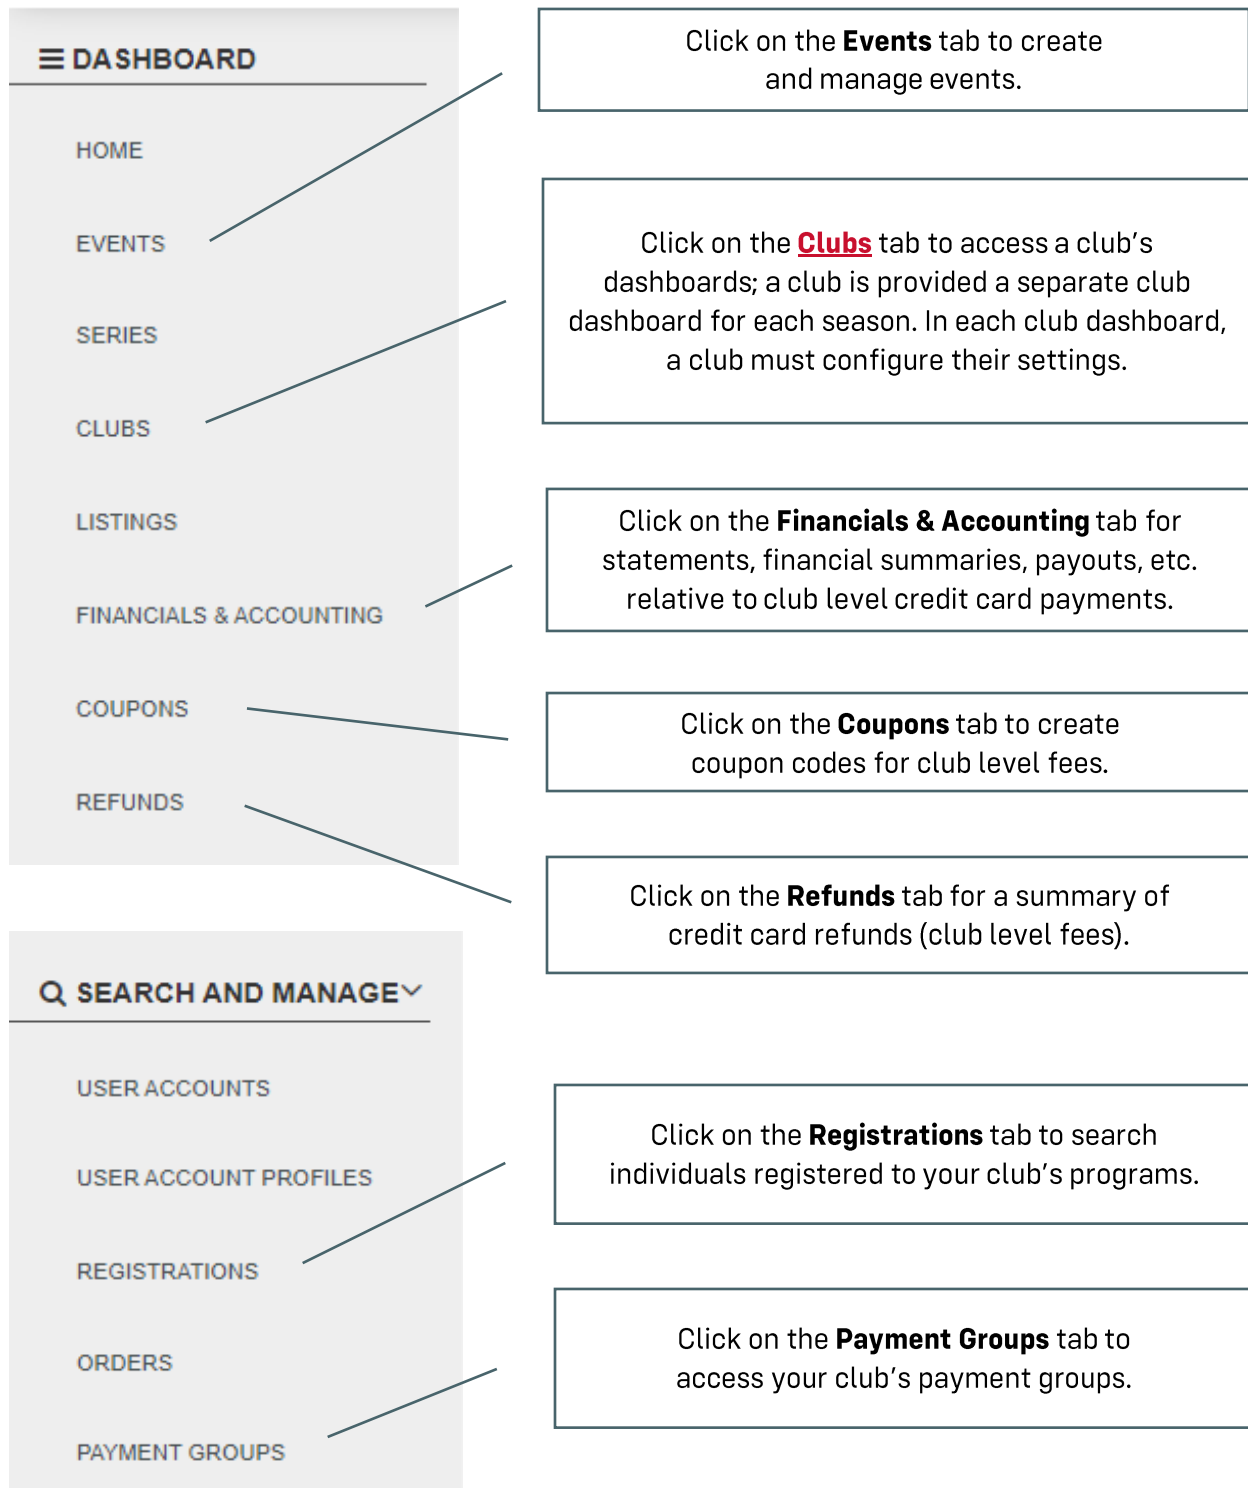 DASHBOARD
HOME
EVENTS
SERIES
CLUBS
LISTINGS
FINANCIALS & ACCOUNTING
COUPONS
REFUNDS
Click on the Events tab to create
and manage events.
Click on the Clubs tab to access a club’s
dashboards; a club is provided a separate club
dashboard for each season. In each club dashboard,
a club must configure their settings.
Click on the Financials & Accounting tab for
statements, financial summaries, payouts, etc.
relative to club level credit card payments.
Click on the Coupons tab to create
coupon codes for club level fees.
Click on the Refunds tab for a summary of
credit card refunds (club level fees).
SEARCH AND MANAGE
USER ACCOUNTS
USER ACCOUNT PROFILES
REGISTRATIONS
ORDERS
PAYMENT GROUPS
Click on the Registrations tab to search
individuals registered to your club’s programs.
Click on the Payment Groups tab to
access your club’s payment groups.